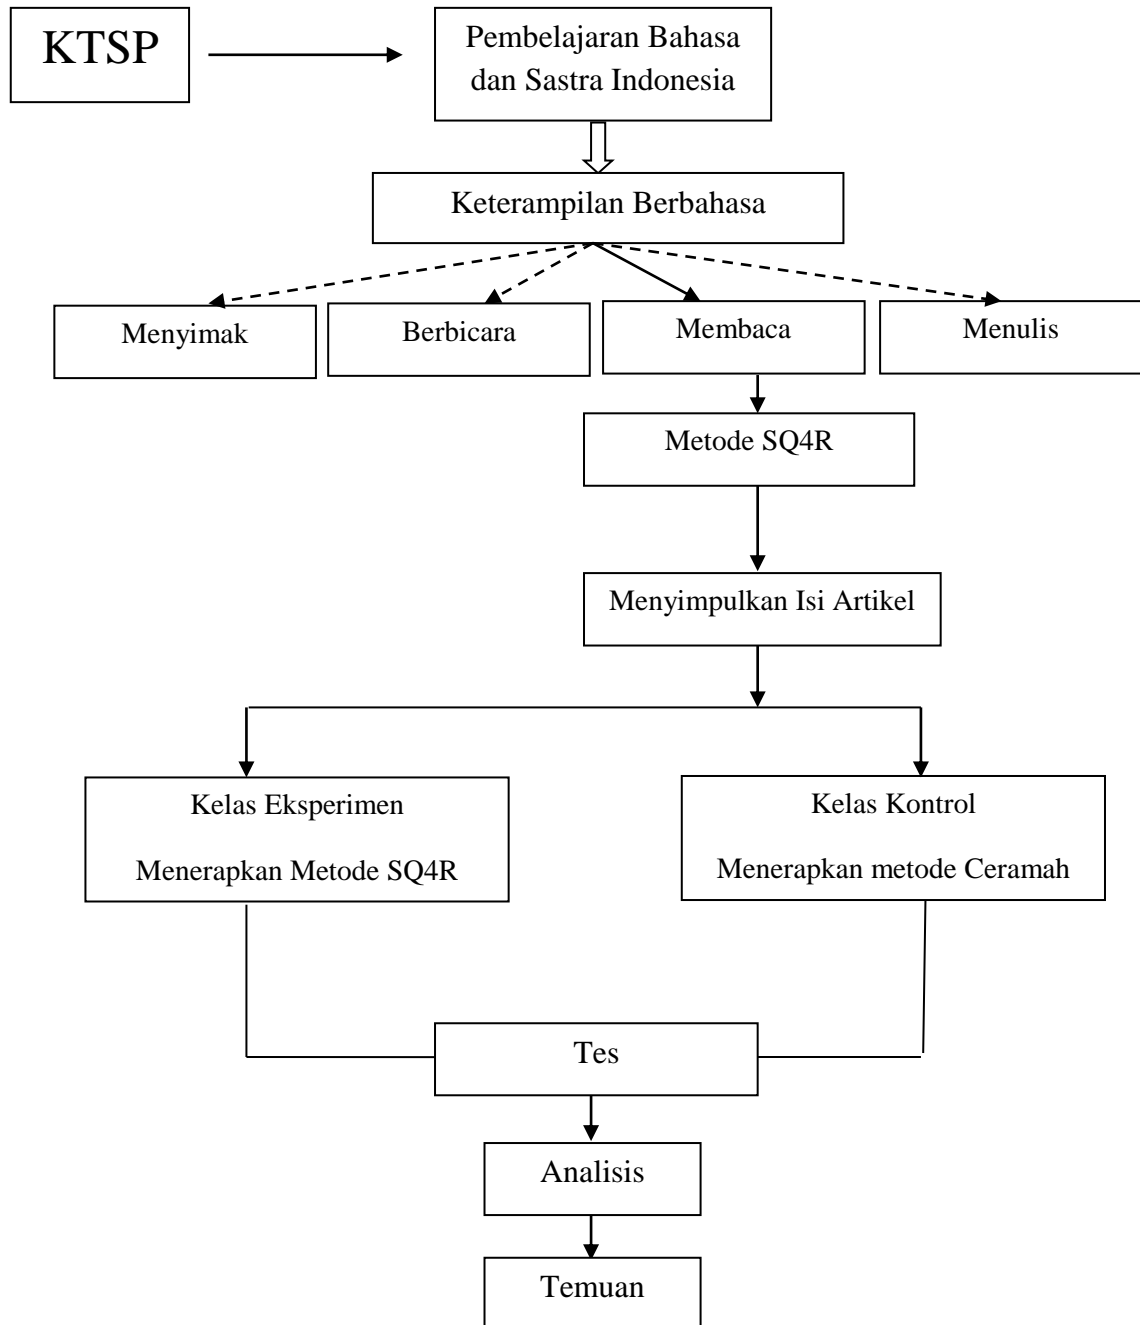 KTSP
Pembelajaran Bahasa
dan Sastra Indonesia
Keterampilan Berbahasa
Menyimak
Berbicara
Membaca
Menulis
Metode SQ4R
Menyimpulkan Isi Artikel
Kelas Eksperimen
Menerapkan Metode SQ4R
Kelas Kontrol
Menerapkan metode Ceramah
Tes
Analisis
Temuan